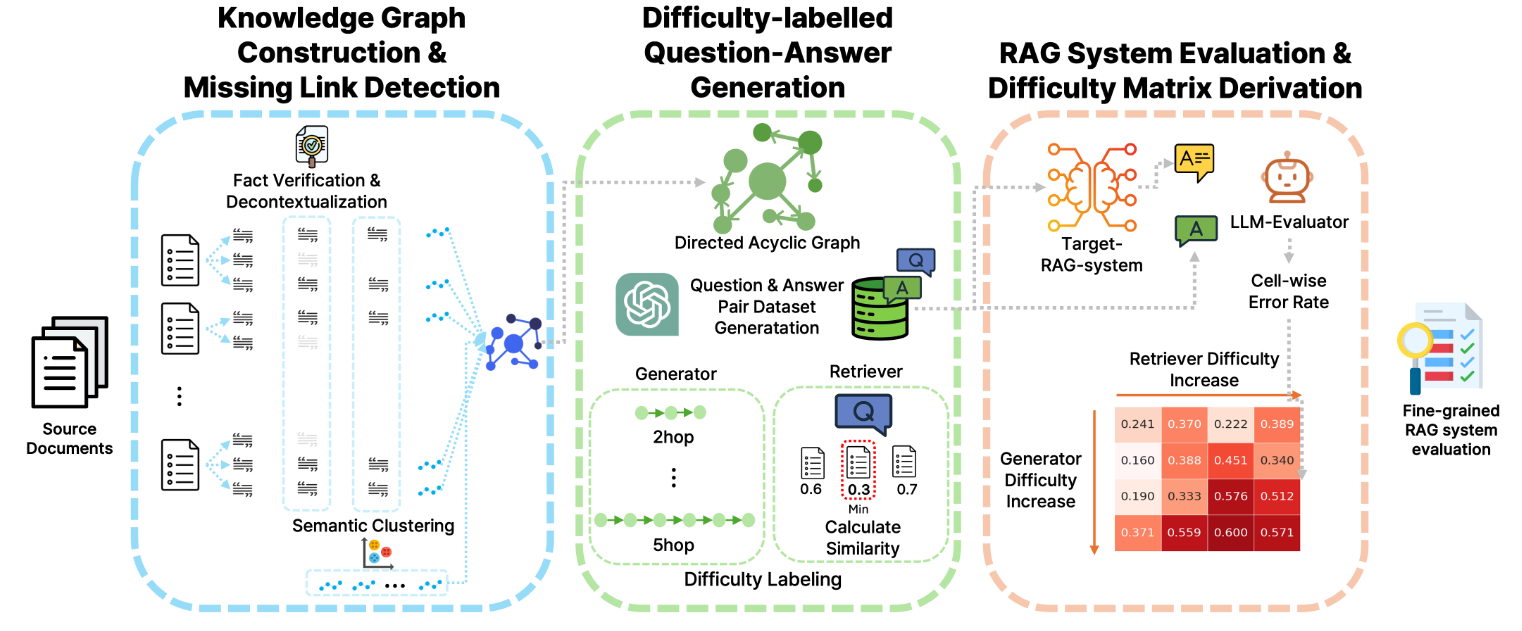 Knowledge Graph
Construction &
Missing Link Detection
Difficulty-labelled
Question-Answer
Generation
RAG System Evaluation &
Difficulty Matrix Derivation
Source
Documents
Fact Verification &
Decontextualization
Semantic Clustering
Directed Acyclic Graph
Question & Answer
Pair Dataset
Generatation
Q
A
Generator
2hop
5hop
Retriever
Q
0.6
0.3
0.7
Min
Calculate
Similarity
Difficulty Labeling
Target-
RAG-system
A
A
LLM-Evaluator
Cell-wise
Error Rate
Retriever Difficulty
Increase
Generator
Difficulty
Increase
0.241 0.370 0.222 0.389
0.160 0.388 0.451 0.340
0.190 0.333 0.576 0.512
0.371 0.559 0.600 0.571
Fine-grained
RAG system
evaluation